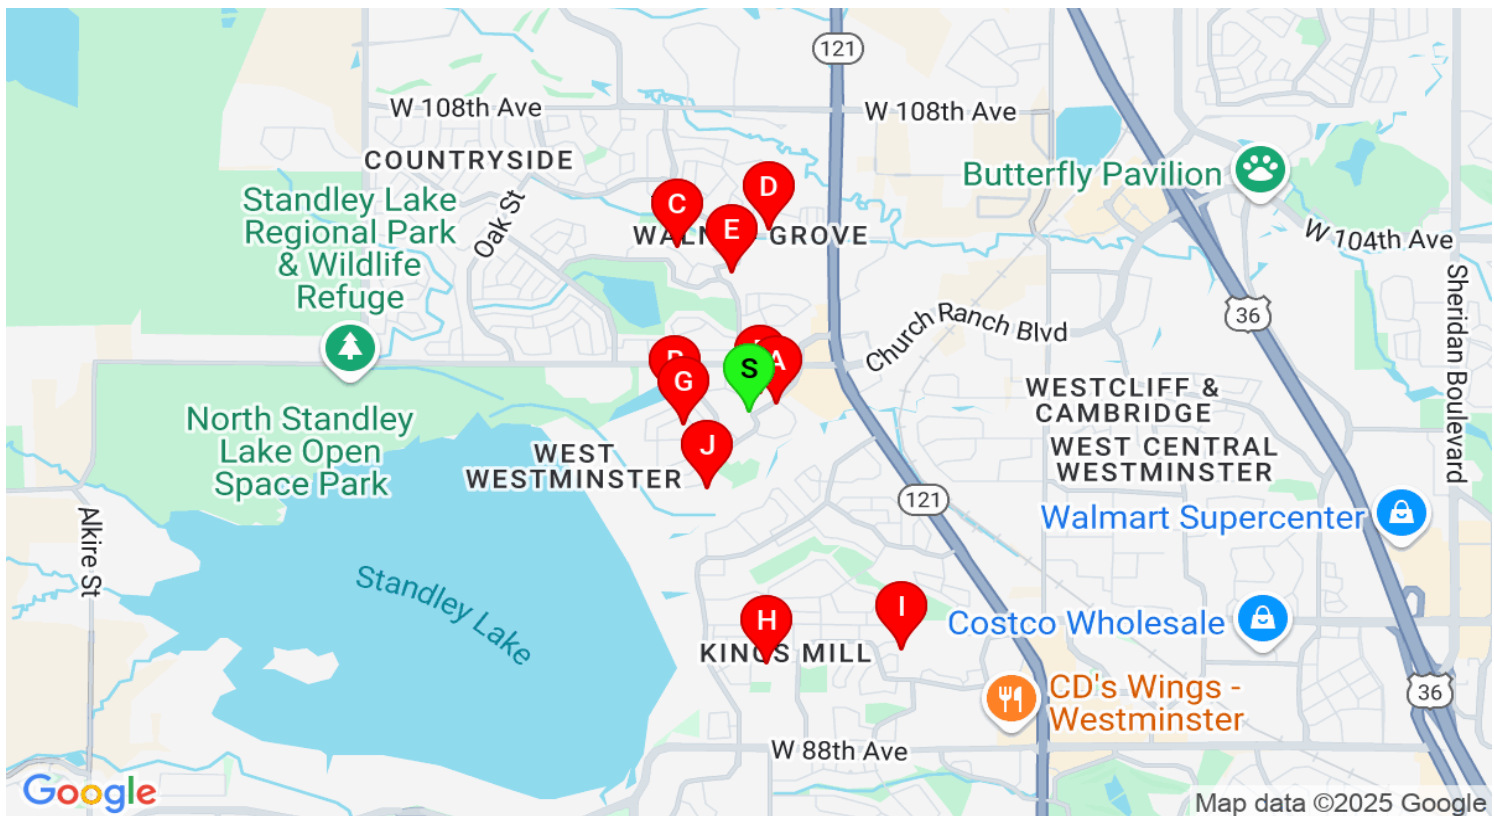 121
W 108th Ave
W 108th Ave
COUNTRYSIDE
Butterfly Pavilion
Standley Lake
Regional Park
& Wildlife
Refuge
Oak St
C
D
E
GROVE
W 104th Ave
Sheridan Boulevard
36
Church Ranch Blvd
A
S
G
J
WESTCLIFF &
CAMBRIDGE
WEST CENTRAL
WESTMINSTER
North Standley
Lake Open
Space Park
WEST
WESTMINSTER
121
Walmart Supercenter
Alkire St
Standley Lake
H
I
KINGS MILL
Costco Wholesale
CD's Wings -
Westminster
36
W 88th Ave
Google
Map data ©2025 Google